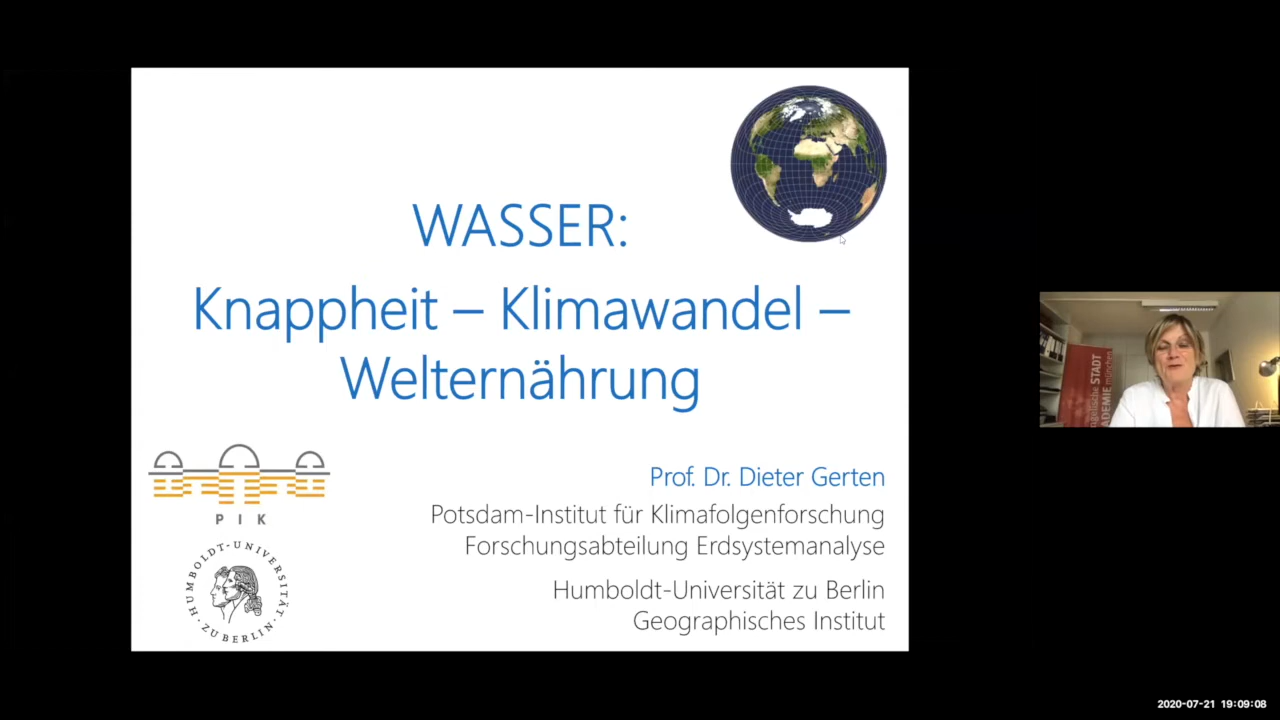 WASSER:
Knappheit – Klimawandel –
Welternährung
Prof. Dr. Dieter Gerten
Potsdam-Institut für Klimafolgenforschung
Forschungsabteilung Erdsystemanalyse
Humboldt-Universität zu Berlin
Geographisches Institut
PIK
HUMBOLDT-UNIVERSITÄT · ZU BERLIN ·
STADT
münchen
2020-07-21 19:09:08